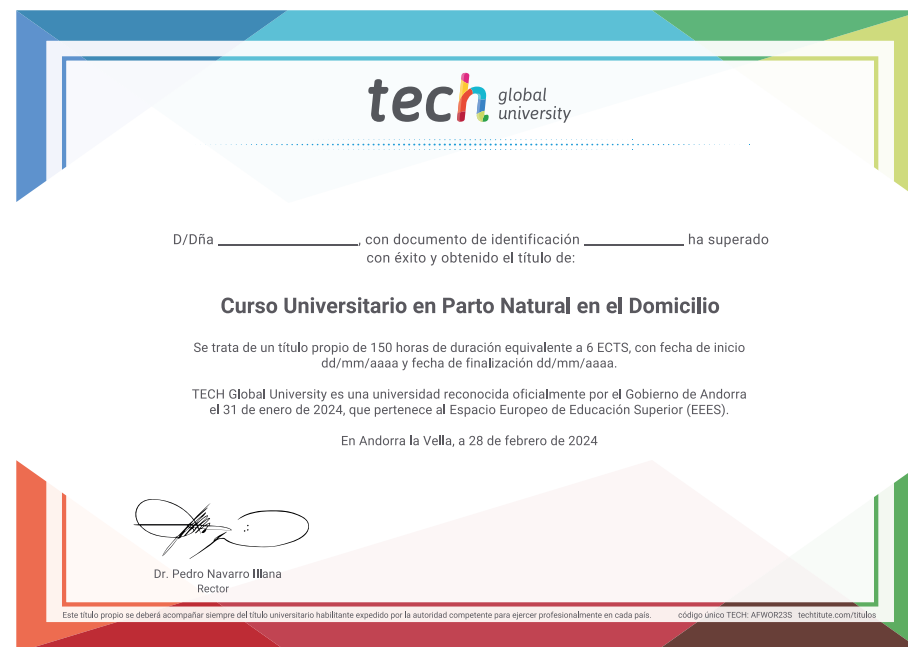 tech global
university
D/Dña ______________, con documento de identificación __________ ha superado
con éxito y obtenido el título de:
Curso Universitario en Parto Natural en el Domicilio
Se trata de un título propio de 150 horas de duración equivalente a 6 ECTS, con fecha de inicio
dd/mm/aaaa y fecha de finalización dd/mm/aaaa.
TECH Global University es una universidad reconocida oficialmente por el Gobierno de Andorra
el 31 de enero de 2024, que pertenece al Espacio Europeo de Educación Superior (EEES).
En Andorra la Vella, a 28 de febrero de 2024
Dr. Pedro Navarro Illana
Rector
Este título propio se deberá acompañar siempre del título universitario habilitante expedido por la autoridad competente para ejercer profesionalmente en cada país. código único TECH: AFWOR23S techtitute.com/titulos